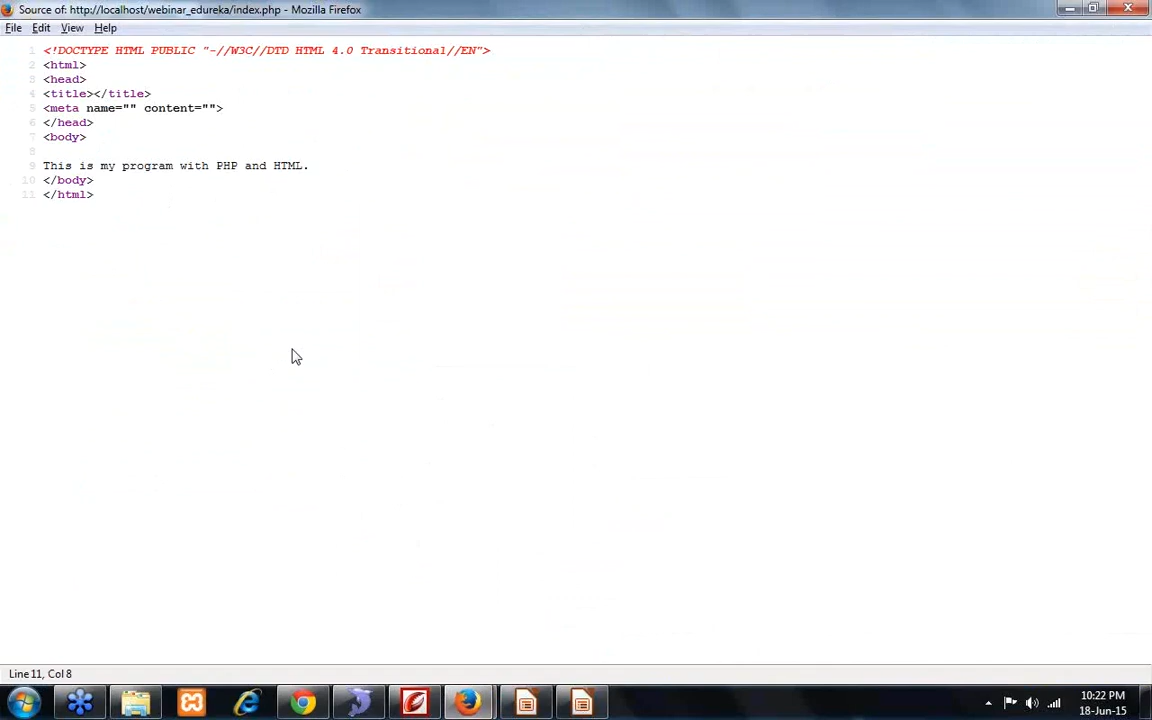 Source of: http://localhost/webinar_edureka/index.php - Mozilla Firefox
File Edit View Help
1 <!DOCTYPE HTML PUBLIC "-//W3C//DTD HTML 4.0 Transitional//EN">
2 <html>
3 <head>
4 <title></title>
5 <meta name="" content="">
6 </head>
7 <body>
8
9 This is my program with PHP and HTML.
10 </body>
11 </html>
Line 11, Col 8
10:22 PM
18-Jun-15